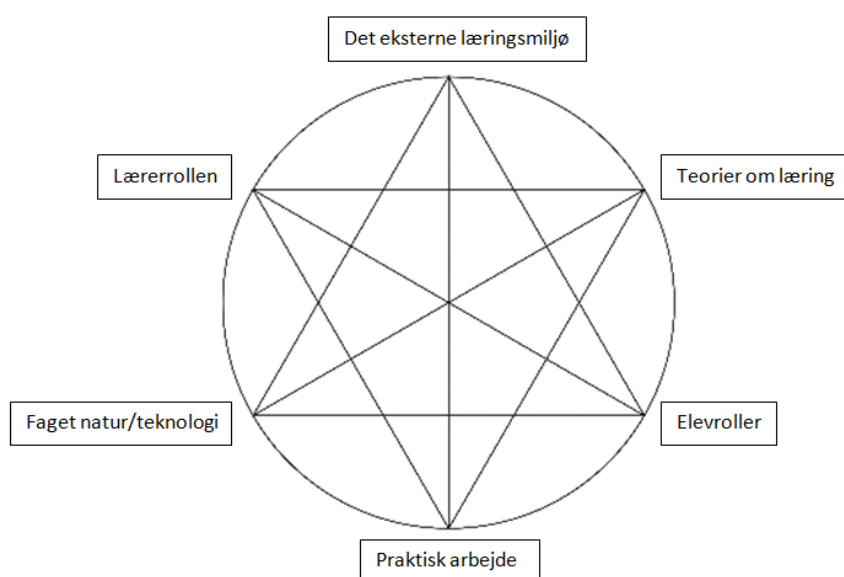 Det eksterne læringsmiljø
Lærerrollen
Teorier om læring
Faget natur/teknologi
Elevroller
Praktisk arbejde